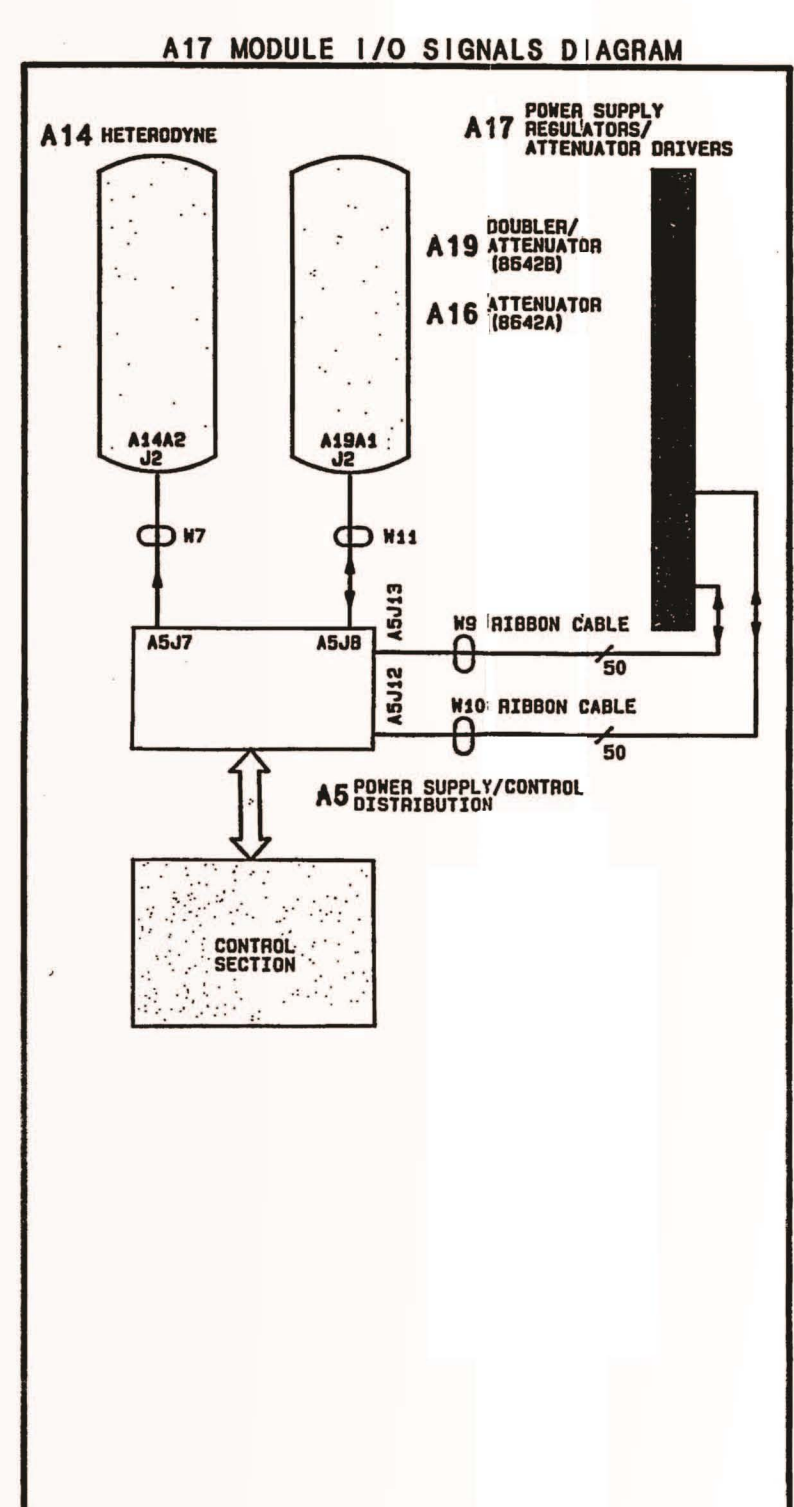 A17 MODULE I/O SIGNALS DIAGRAM
A14 HETERODYNE
A17 POWER SUPPLY
REGULATORS/
ATTENUATOR DRIVERS
A19 DOUBLER/
ATTENUATOR
(8642B)
A16 ATTENUATOR
(8642A)
A14A2
J2
A19A1
J2
W7
W11
A5J7
A5J8
A5J13
A5J12
W9 RIBBON CABLE
50
W10 RIBBON CABLE
50
A5 POWER SUPPLY/CONTROL
DISTRIBUTION
CONTROL
SECTION